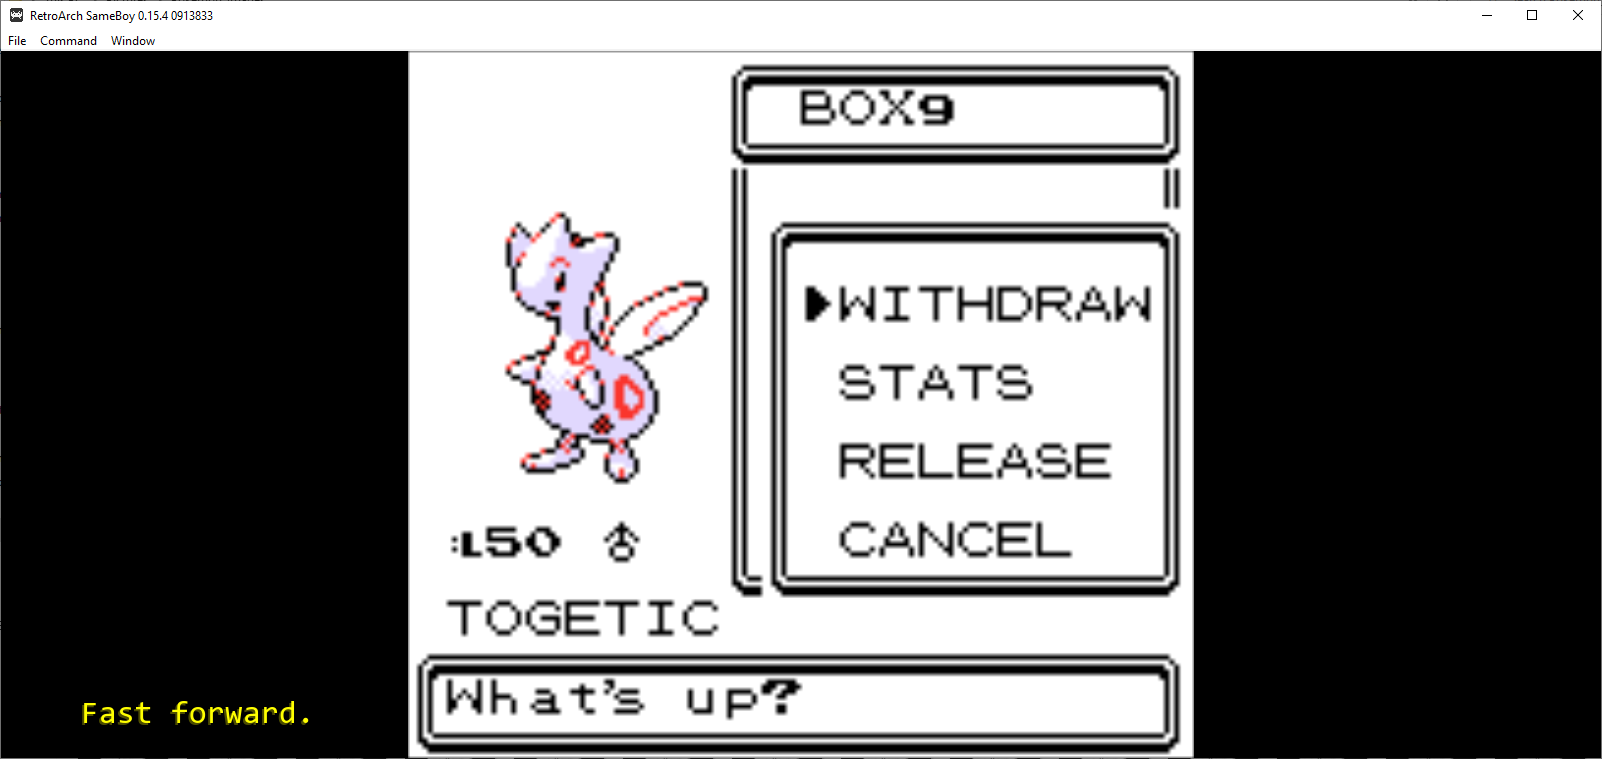 RetroArch SameBoy 0.15.4 0913833
File Command Window
BOX9
WITHDRAW
STATS
RELEASE
CANCEL
:L50 ♂
TOGETIC
What's up?
Fast forward.